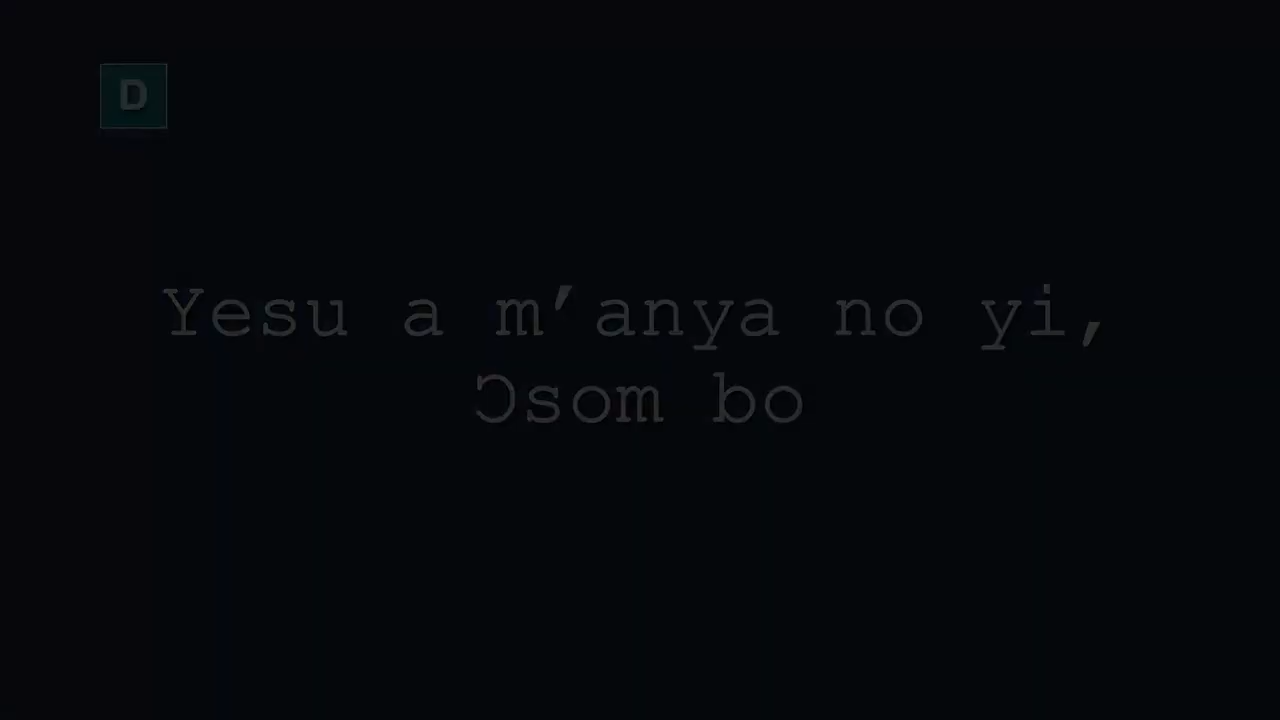 D
Yesu a m’anya no yi,
Ɔsom bo